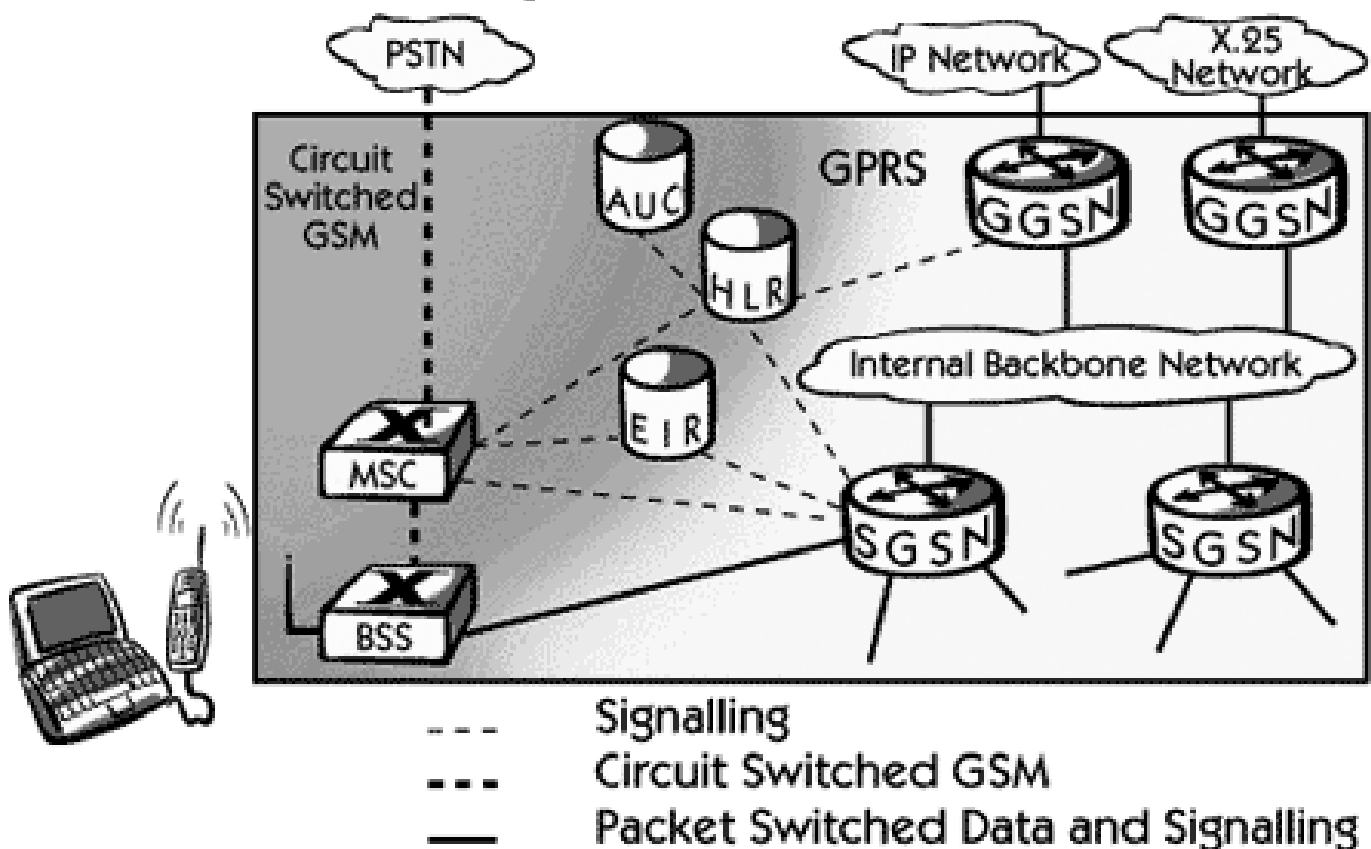 PSTN
IP Network
X.25
Network
Circuit
Switched
GSM
AUC
GPRS
GGSN
GGSN
HLR
Internal Backbone Network
EIR
MSC
SGSN
SGSN
BSS
Signalling
Circuit Switched GSM
Packet Switched Data and Signalling